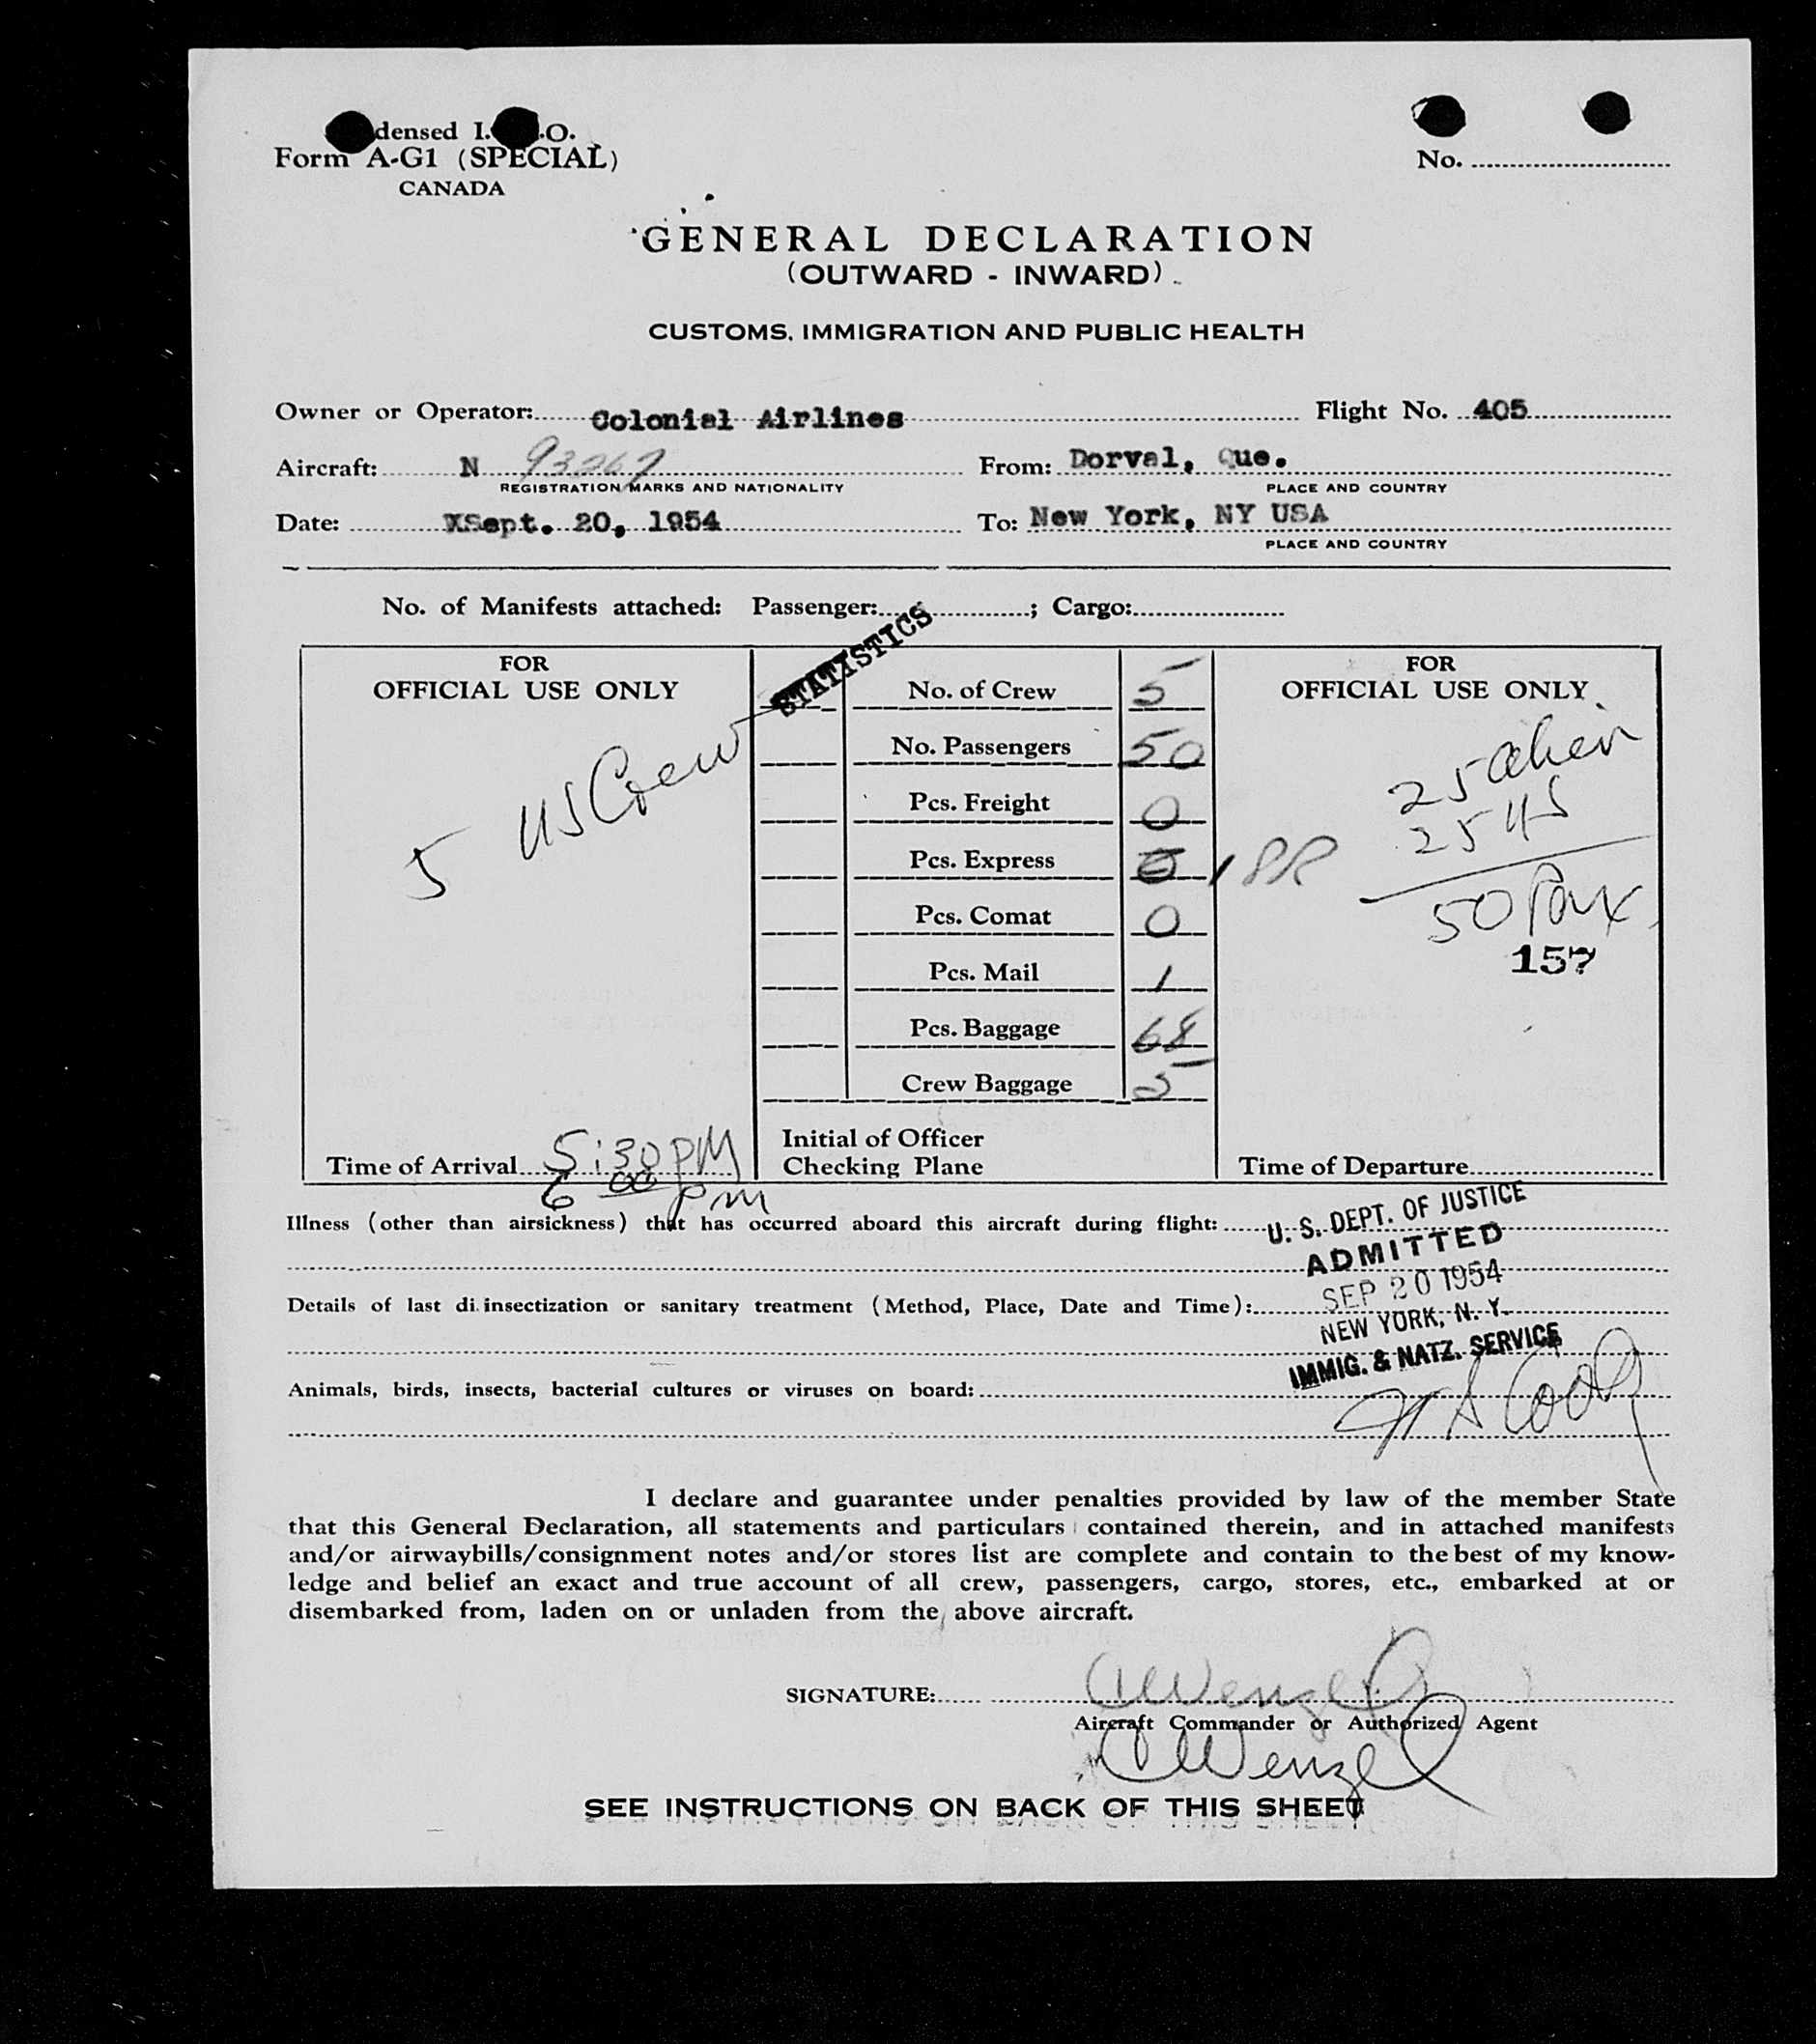 densed I. .O.
Form A-G1 (SPECIAL)
CANADA
No.
GENERAL DECLARATION
(OUTWARD - INWARD)
CUSTOMS, IMMIGRATION AND PUBLIC HEALTH
Owner or Operator: Colonial Airlines Flight No. 405
Aircraft: N 93267 From: Dorval, Que.
REGISTRATION MARKS AND NATIONALITY PLACE AND COUNTRY
Date: XSept. 20, 1954 To: New York, NY USA
PLACE AND COUNTRY
No. of Manifests attached: Passenger: ; Cargo:
STATISTICS
FOR
OFFICIAL USE ONLY
5 US Crew
No. of Crew 5
No. Passengers 50
Pcs. Freight 0
Pcs. Express 0 1
Pcs. Comat 0
Pcs. Mail 1
Pcs. Baggage 68
Crew Baggage 5
FOR
OFFICIAL USE ONLY
25 alien
25 US
50 Pax
157
Time of Arrival 5:30 PM
6 00 pm
Initial of Officer
Checking Plane
Time of Departure
Illness (other than airsickness) that has occurred aboard this aircraft during flight:
U. S. DEPT. OF JUSTICE
ADMITTED
SEP 20 1954
NEW YORK, N. Y.
IMMIG. & NATZ. SERVICE
Details of last di insectization or sanitary treatment (Method, Place, Date and Time):
Animals, birds, insects, bacterial cultures or viruses on board:
I declare and guarantee under penalties provided by law of the member State
that this General Declaration, all statements and particulars contained therein, and in attached manifests
and/or airwaybills/consignment notes and/or stores list are complete and contain to the best of my know-
ledge and belief an exact and true account of all crew, passengers, cargo, stores, etc., embarked at or
disembarked from, laden on or unladen from the above aircraft.
SIGNATURE: Wenzel
Aircraft Commander or Authorized Agent
Wenzel
SEE INSTRUCTIONS ON BACK OF THIS SHEET